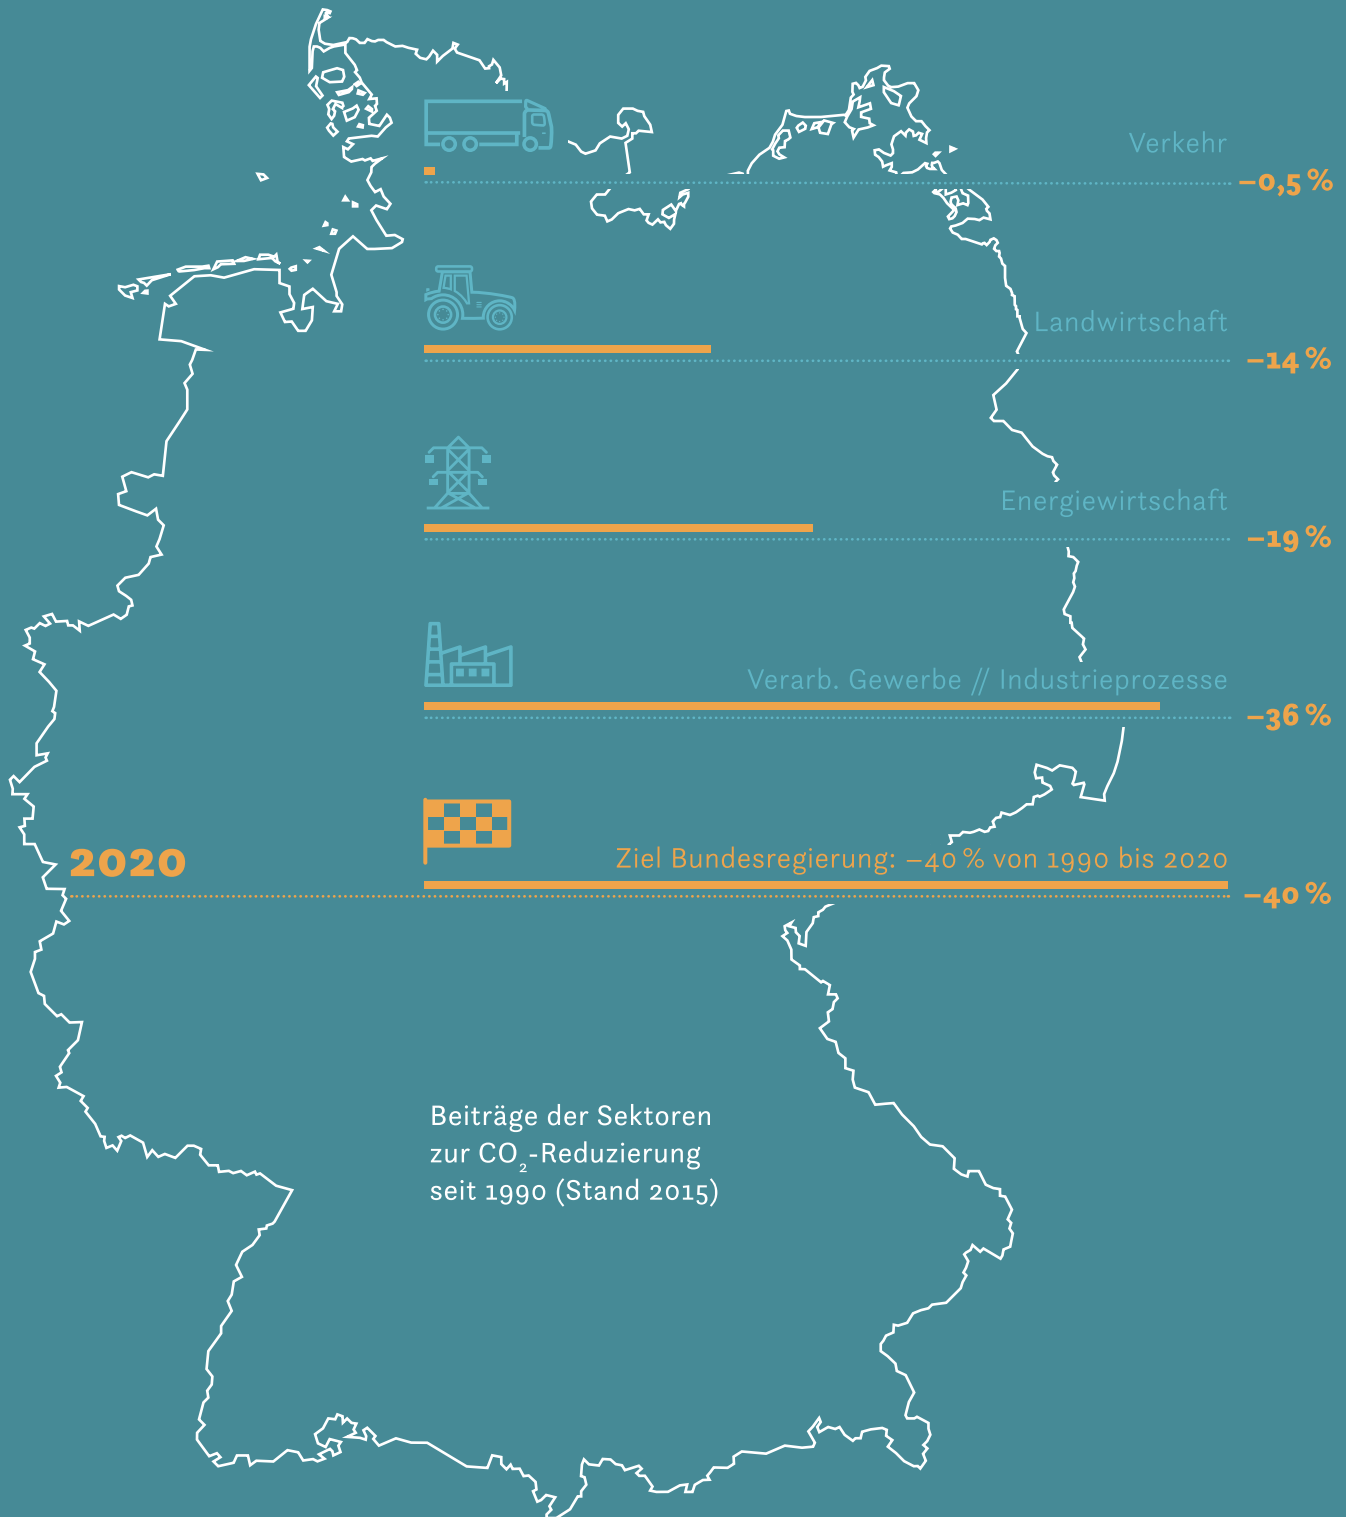 Verkehr
–0,5 %
Landwirtschaft
–14 %
Energiewirtschaft
–19 %
Verarb. Gewerbe // Industrieprozesse
–36 %
2020
Ziel Bundesregierung: –40 % von 1990 bis 2020
–40 %
Beiträge der Sektoren
zur CO₂-Reduzierung
seit 1990 (Stand 2015)